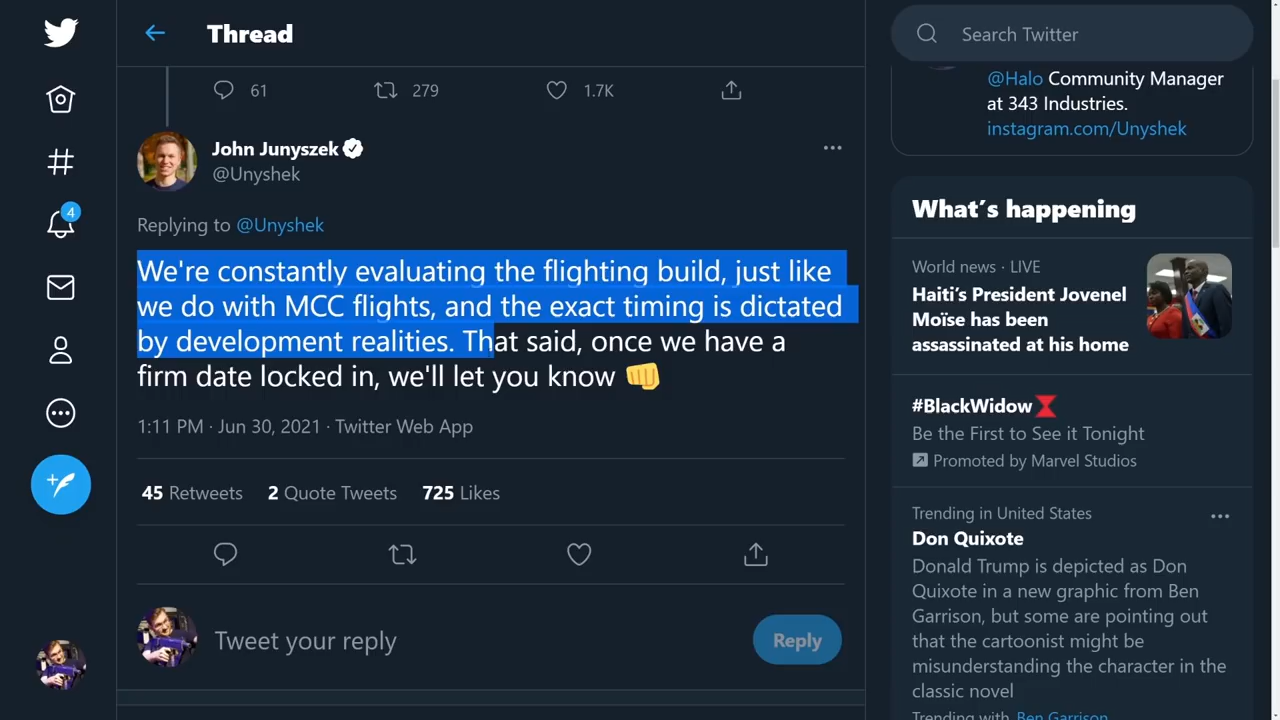 Thread
Search Twitter
61
279
1.7K
@Halo Community Manager
at 343 Industries.
instagram.com/Unyshek
John Junyszek
@Unyshek
4
Replying to @Unyshek
We're constantly evaluating the flighting build, just like
we do with MCC flights, and the exact timing is dictated
by development realities. That said, once we have a
firm date locked in, we'll let you know 👊
1:11 PM · Jun 30, 2021 · Twitter Web App
45 Retweets 2 Quote Tweets 725 Likes
Tweet your reply
Reply
What's happening
World news · LIVE
Haiti's President Jovenel
Moïse has been
assassinated at his home
#BlackWidow
Be the First to See it Tonight
Promoted by Marvel Studios
Trending in United States
Don Quixote
Donald Trump is depicted as Don
Quixote in a new graphic from Ben
Garrison, but some are pointing out
that the cartoonist might be
misunderstanding the character in the
classic novel
Trending with Ben Garrison